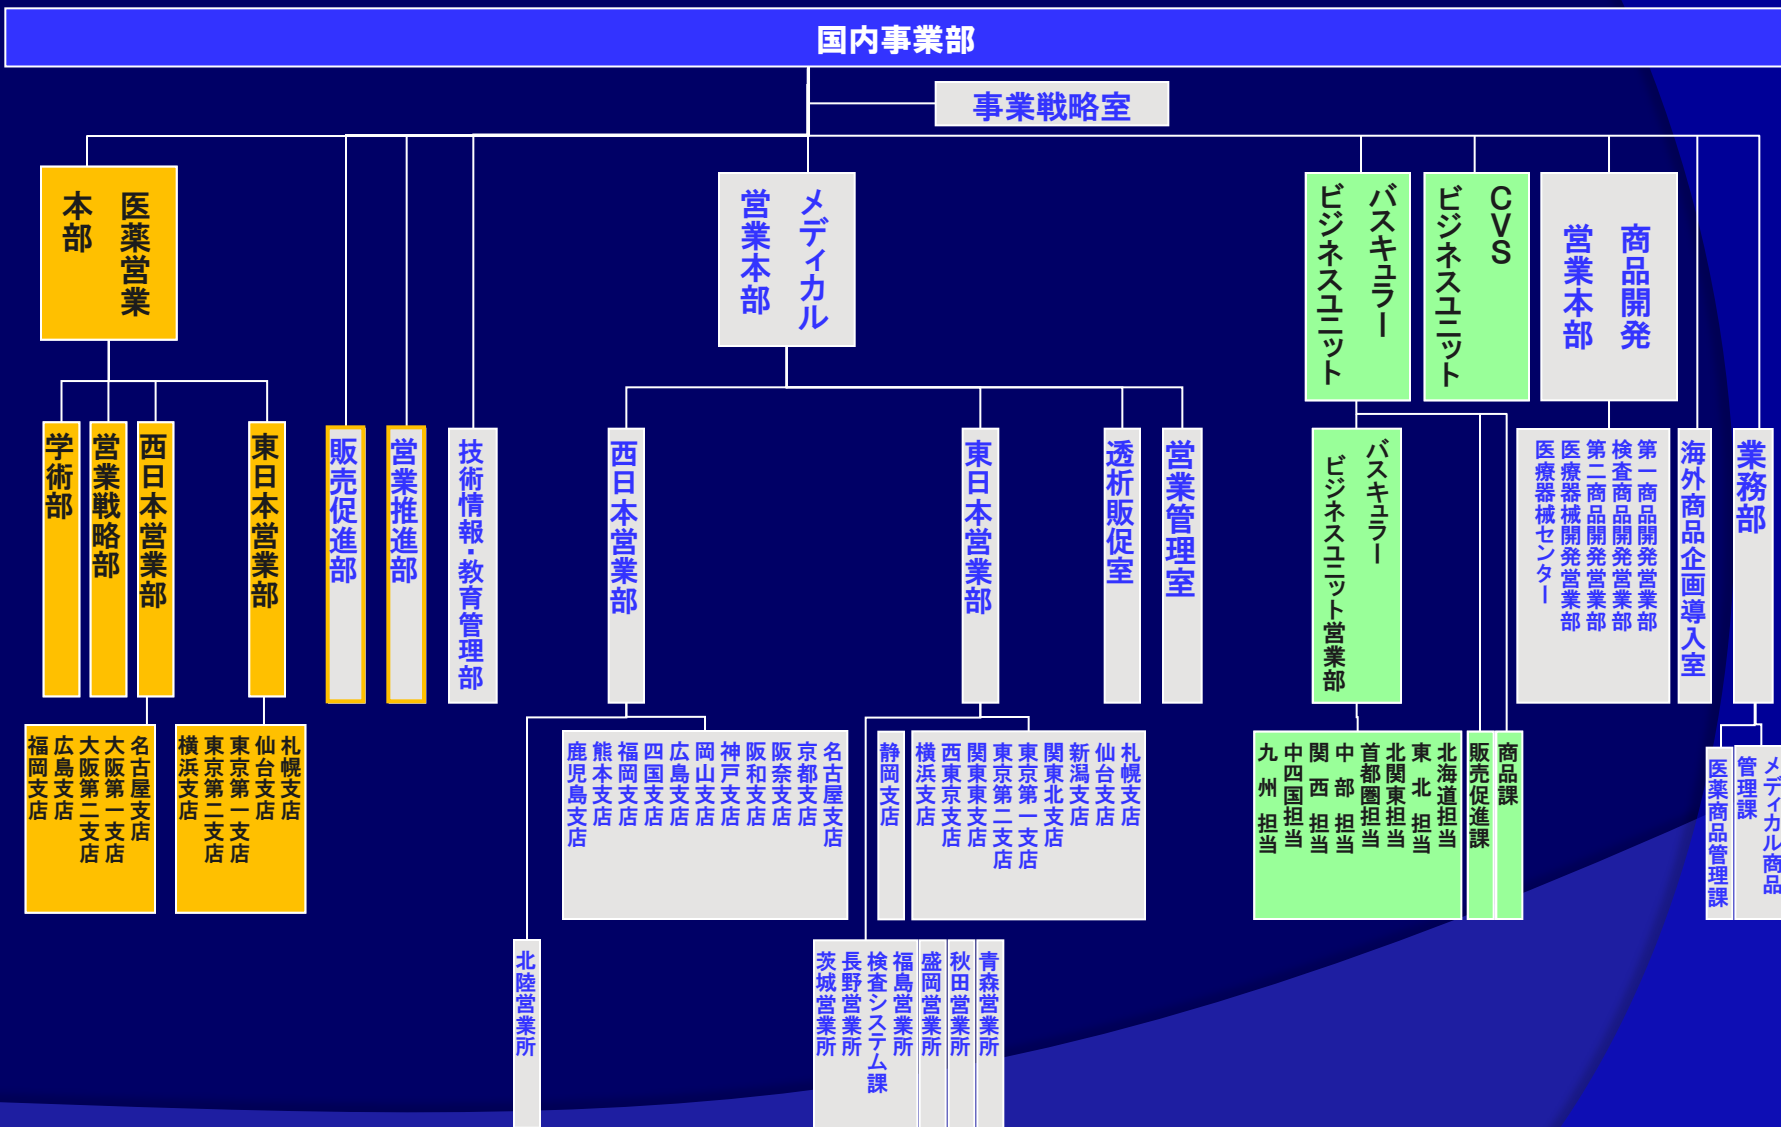 国内事業部
事業戦略室
医薬営業
本部
メディカル
営業本部
バスキュラー
ビジネスユニット
CVS
ビジネスユニット
商品開発
営業本部
学術部
営業戦略部
西日本営業部
東日本営業部
販売促進部
営業推進部
技術情報・教育管理部
西日本営業部
東日本営業部
透析販促室
営業管理室
バスキュラー
ビジネスユニット営業部
第一商品開発営業部
検査商品開発営業部
第二商品開発営業部
医療器械開発営業部
医療器械センター
海外商品企画導入室
業務部
名古屋支店
大阪第一支店
大阪第二支店
広島支店
福岡支店
札幌支店
仙台支店
東京第一支店
東京第二支店
横浜支店
名古屋支店
京都支店
阪奈支店
阪和支店
神戸支店
岡山支店
広島支店
四国支店
福岡支店
熊本支店
鹿児島支店
静岡支店
札幌支店
仙台支店
新潟支店
関東北支店
東京第一支店
東京第二支店
関東東支店
西東京支店
横浜支店
北海道担当
東北担当
北関東担当
首都圏担当
中部担当
関西担当
中四国担当
九州担当
販売促進課
商品課
医薬商品管理課
メディカル商品
管理課
北陸営業所
福島営業所
検査システム課
長野営業所
茨城営業所
盛岡営業所
秋田営業所
青森営業所